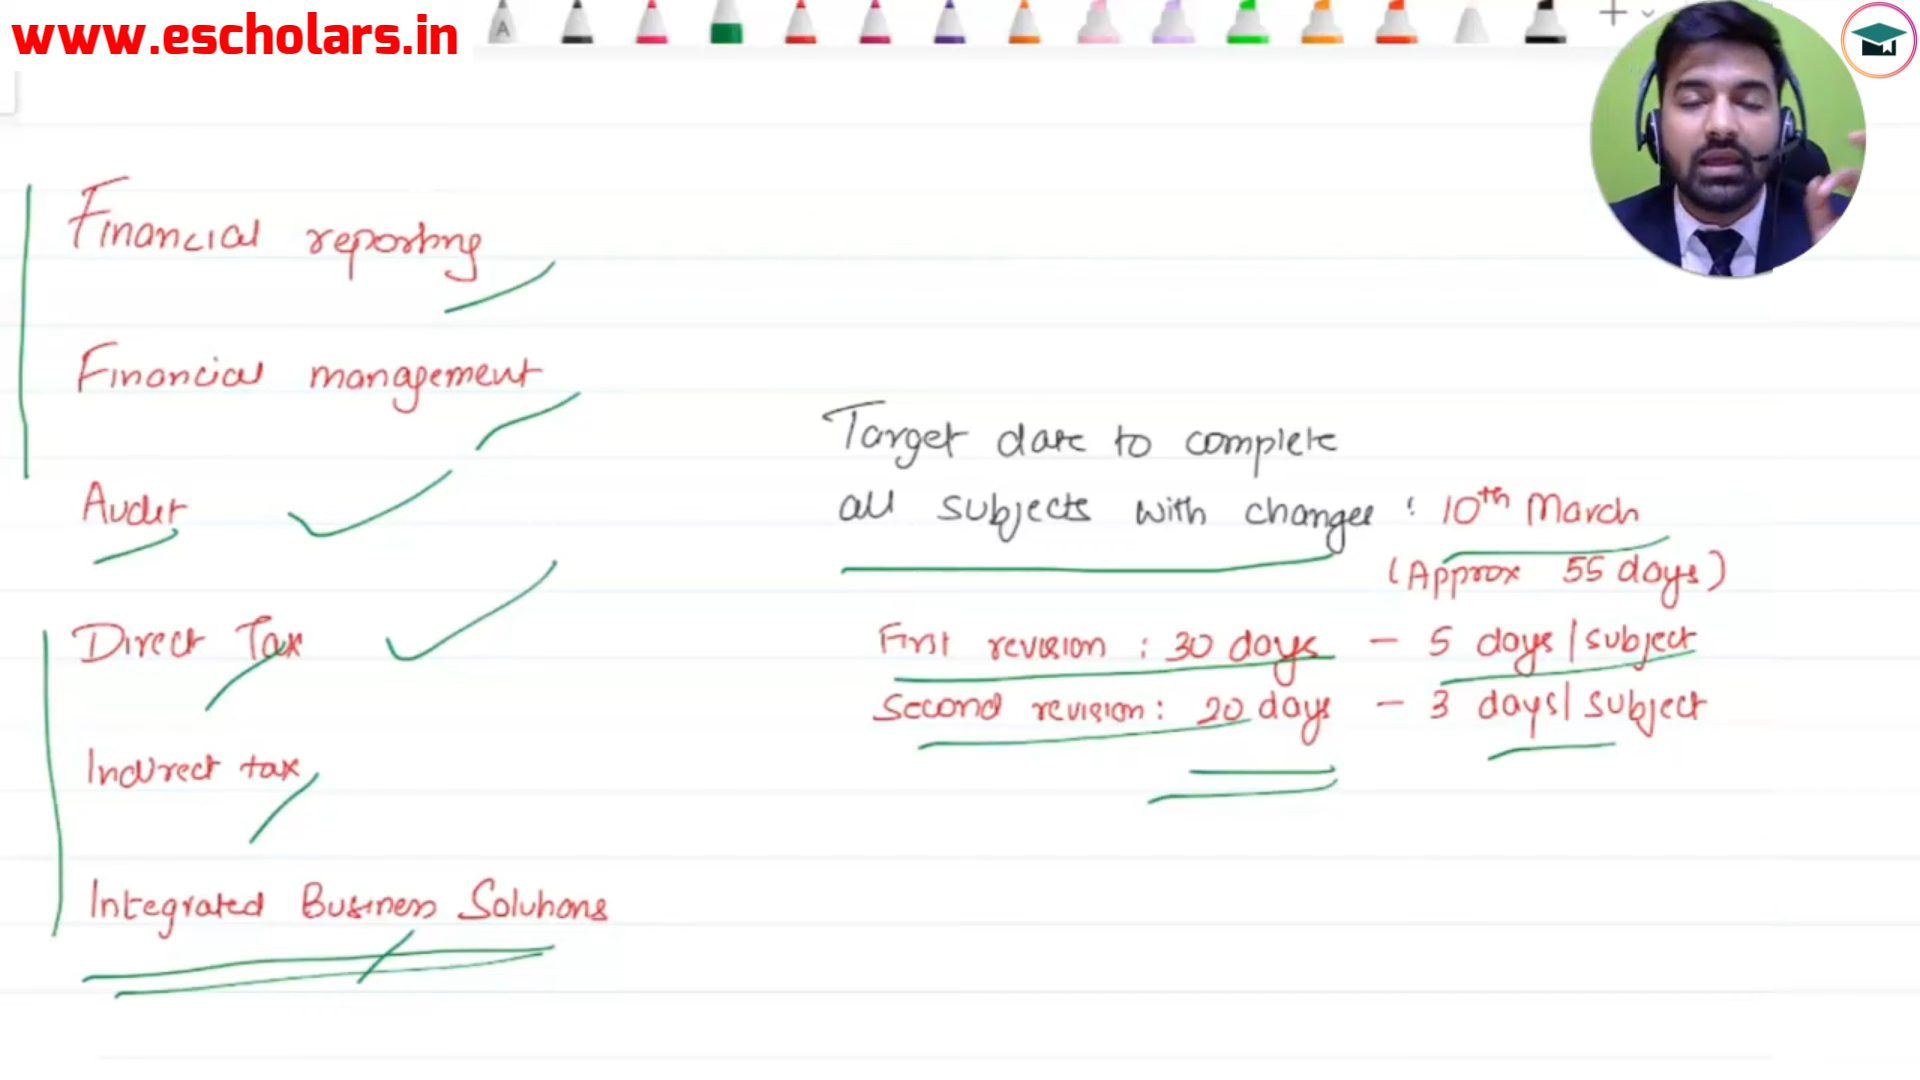 www.escholars.in
Financial reporting
Financial management
Audit
Direct Tax
Indirect tax
Integrated Business Solutions
Target date to complete
all subjects with changes : 10th March
(Approx 55 days)
First revision : 30 days - 5 days/subject
Second revision : 20 days - 3 days/subject